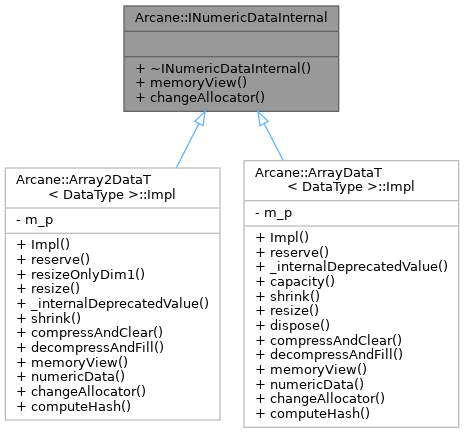 Arcane::INumericDataInternal
+ ~INumericDataInternal()
+ memoryView()
+ changeAllocator()
Arcane::Array2DataT
< DataType >::Impl
- m_p
+ Impl()
+ reserve()
+ resizeOnlyDim1()
+ resize()
+ _internalDeprecatedValue()
+ shrink()
+ compressAndClear()
+ decompressAndFill()
+ memoryView()
+ numericData()
+ changeAllocator()
+ computeHash()
Arcane::ArrayDataT
< DataType >::Impl
- m_p
+ Impl()
+ reserve()
+ _internalDeprecatedValue()
+ capacity()
+ shrink()
+ resize()
+ dispose()
+ compressAndClear()
+ decompressAndFill()
+ memoryView()
+ numericData()
+ changeAllocator()
+ computeHash()